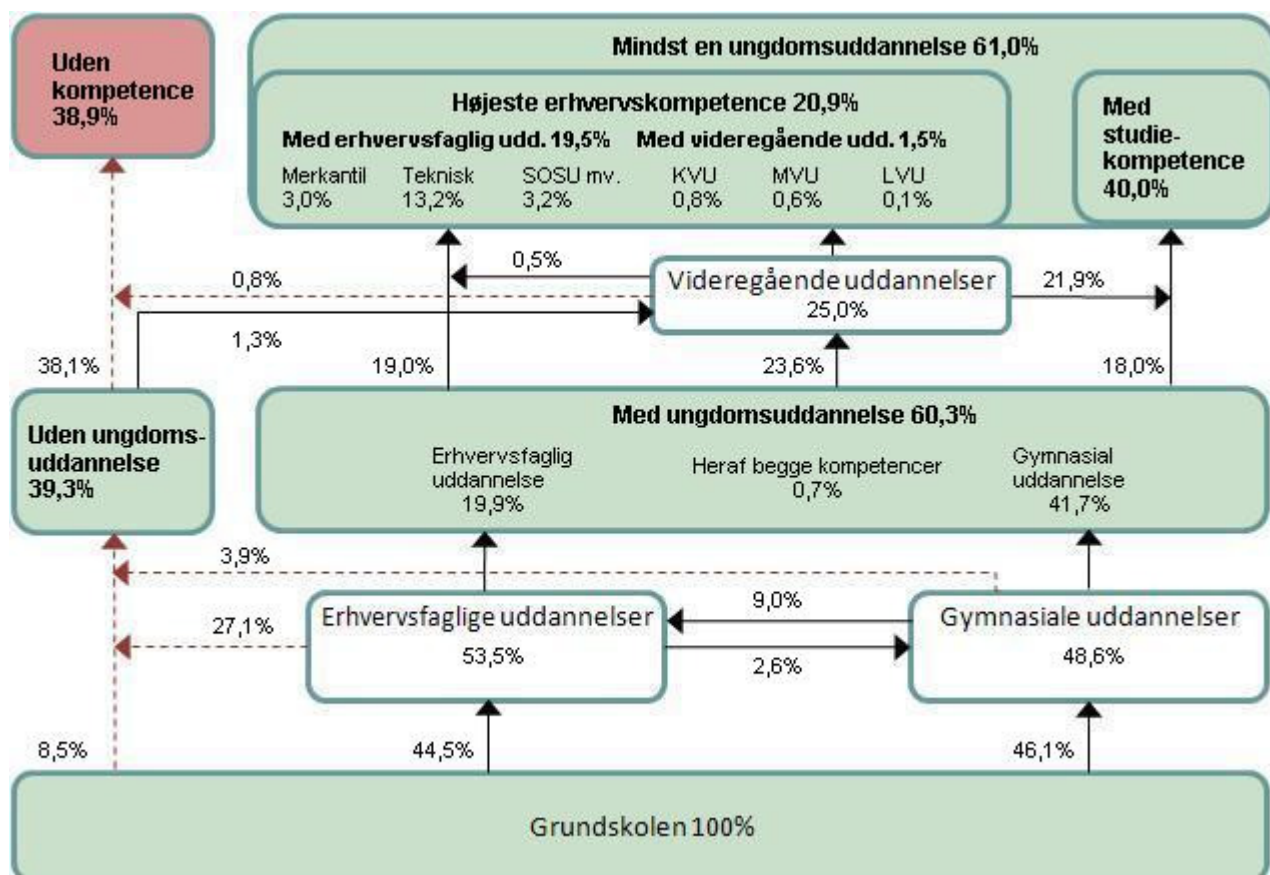 Uden
kompetence
38,9%
Mindst en ungdomsuddannelse 61,0%
Højeste erhvervskompetence 20,9%
Med erhvervsfaglig udd. 19,5%
Med videregående udd. 1,5%
Merkantil
3,0%
Teknisk
13,2%
SOSU mv.
3,2%
KVU
0,8%
MVU
0,6%
LVU
0,1%
Med
studie-
kompetence
40,0%
0,5%
0,8%
Videregående uddannelser
25,0%
21,9%
1,3%
38,1%
19,0%
23,6%
18,0%
Uden ungdoms-
uddannelse
39,3%
Med ungdomsuddannelse 60,3%
Erhvervsfaglig
uddannelse
19,9%
Heraf begge kompetencer
0,7%
Gymnasial
uddannelse
41,7%
3,9%
27,1%
Erhvervsfaglige uddannelser
53,5%
9,0%
2,6%
Gymnasiale uddannelser
48,6%
8,5%
44,5%
46,1%
Grundskolen 100%